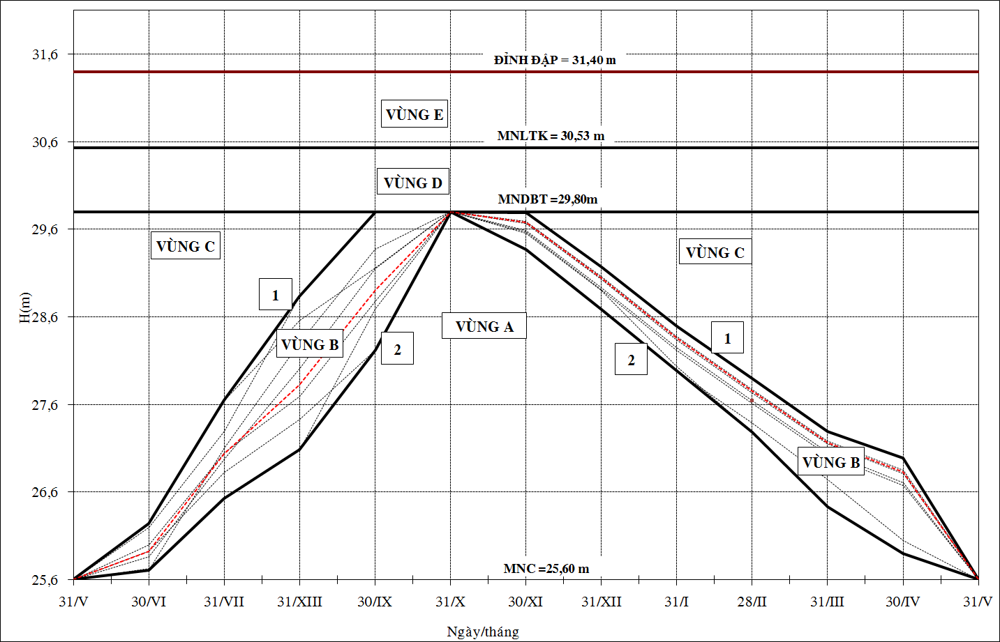 31,6
ĐỈNH ĐẬP = 31,40 m
VÙNG E
MNLTK = 30,53 m
30,6
VÙNG D
MNDBT =29,80m
29,6
VÙNG C
VÙNG C
1
H(m)
28,6
VÙNG A
VÙNG B
2
1
2
27,6
VÙNG B
26,6
MNC =25,60 m
25,6
31/V 30/VI 31/VII 31/XIII 30/IX 31/X 30/XI 31/XII 31/I 28/II 31/III 30/IV 31/V
Ngày/tháng